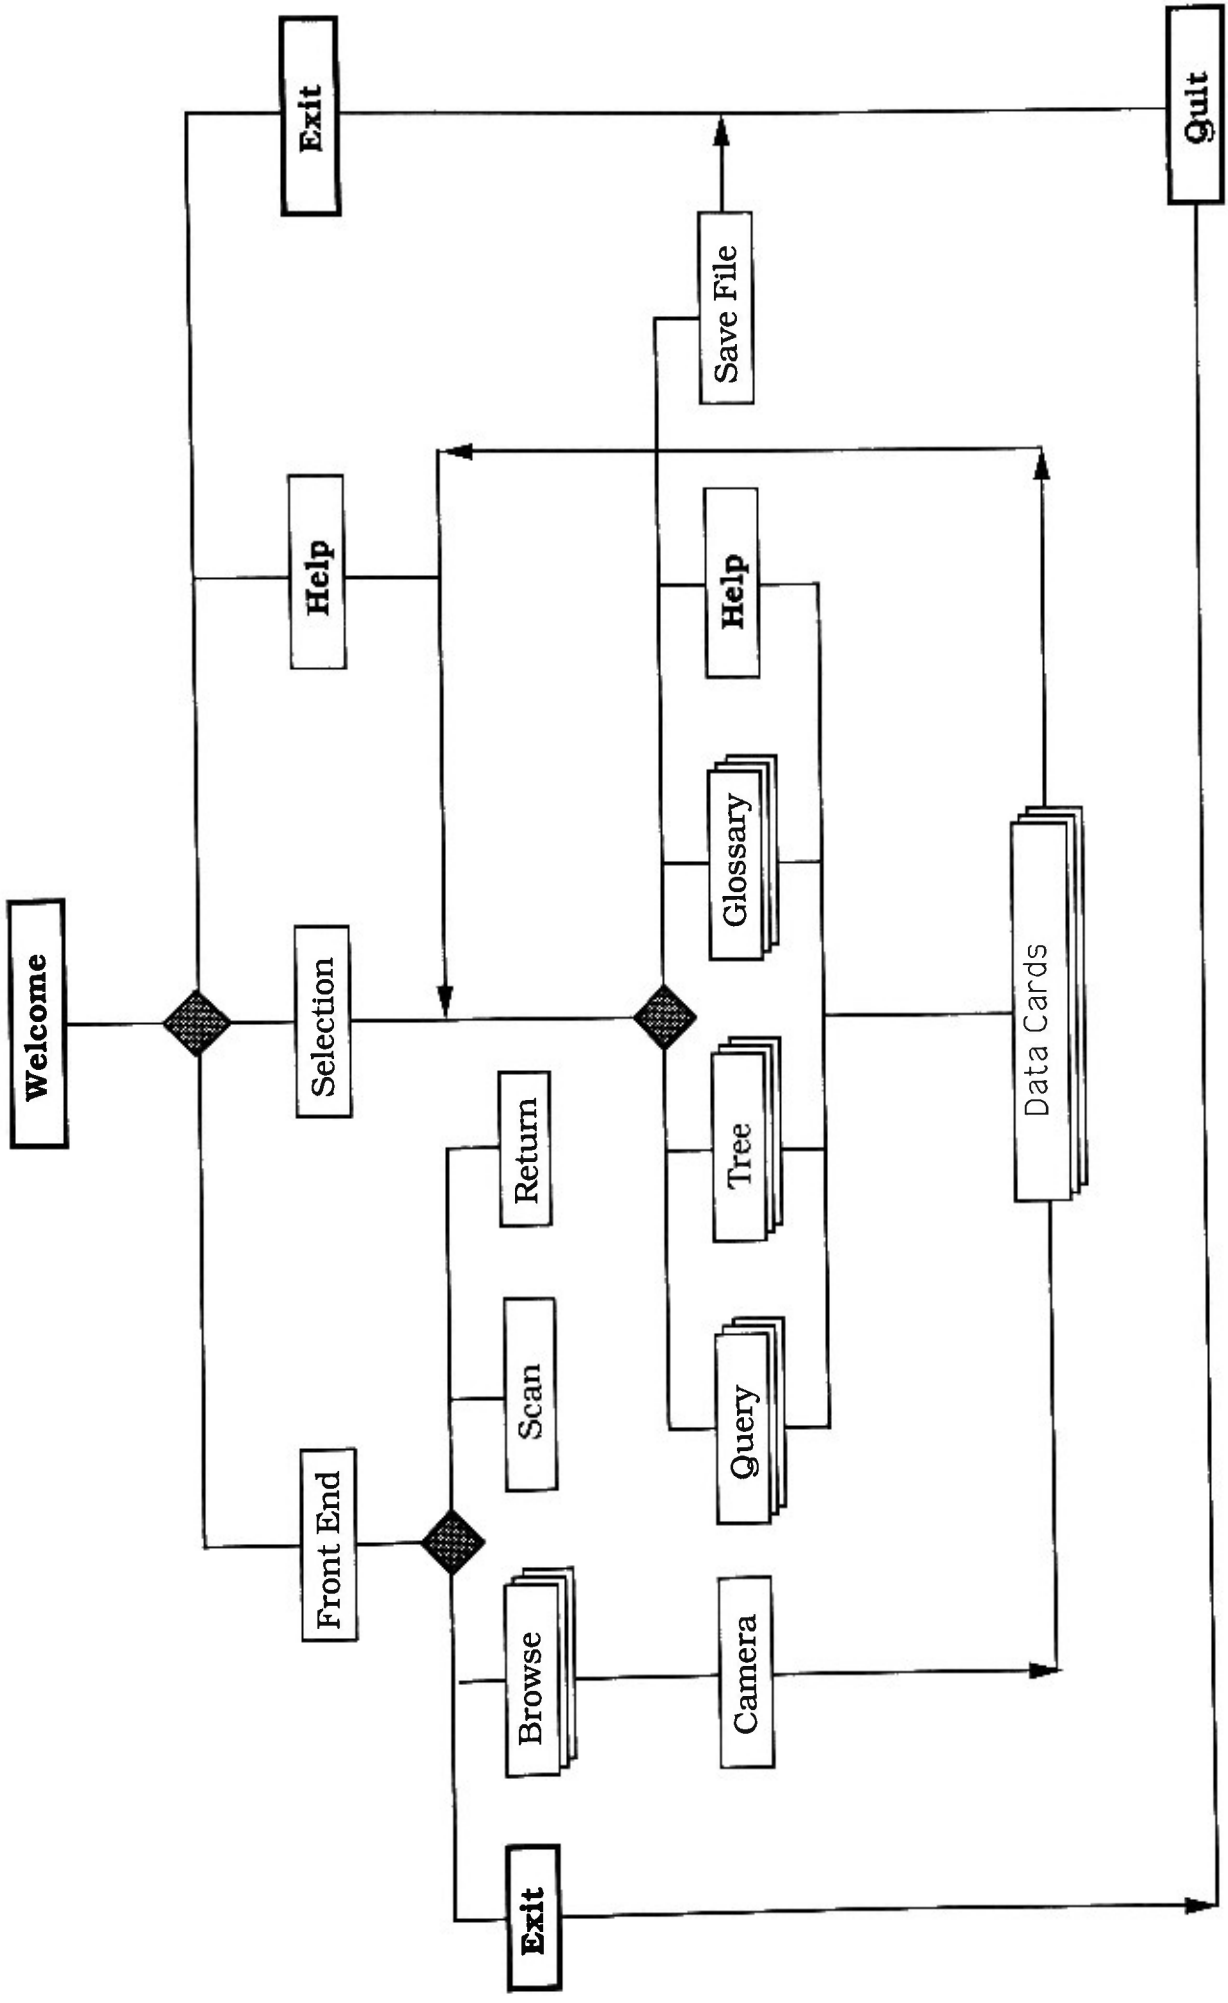 Welcome
Front End
Selection
Help
Exit
Exit
Browse
Scan
Return
Camera
Query
Tree
Glossary
Help
Save File
Data Cards
Quit